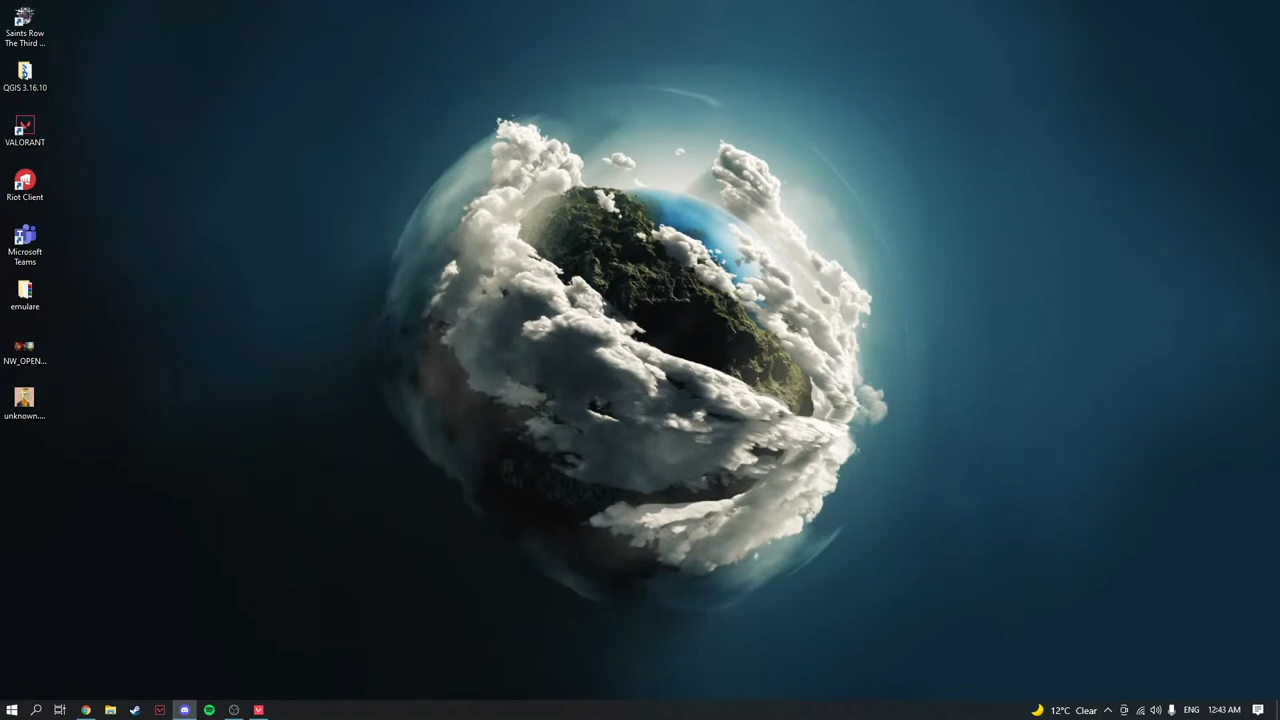 Saints Row
The Third ...
QGIS 3.16.10
VALORANT
Riot Client
Microsoft
Teams
emulare
NW_OPEN...
unknown....
12°C Clear
ENG
12:43 AM